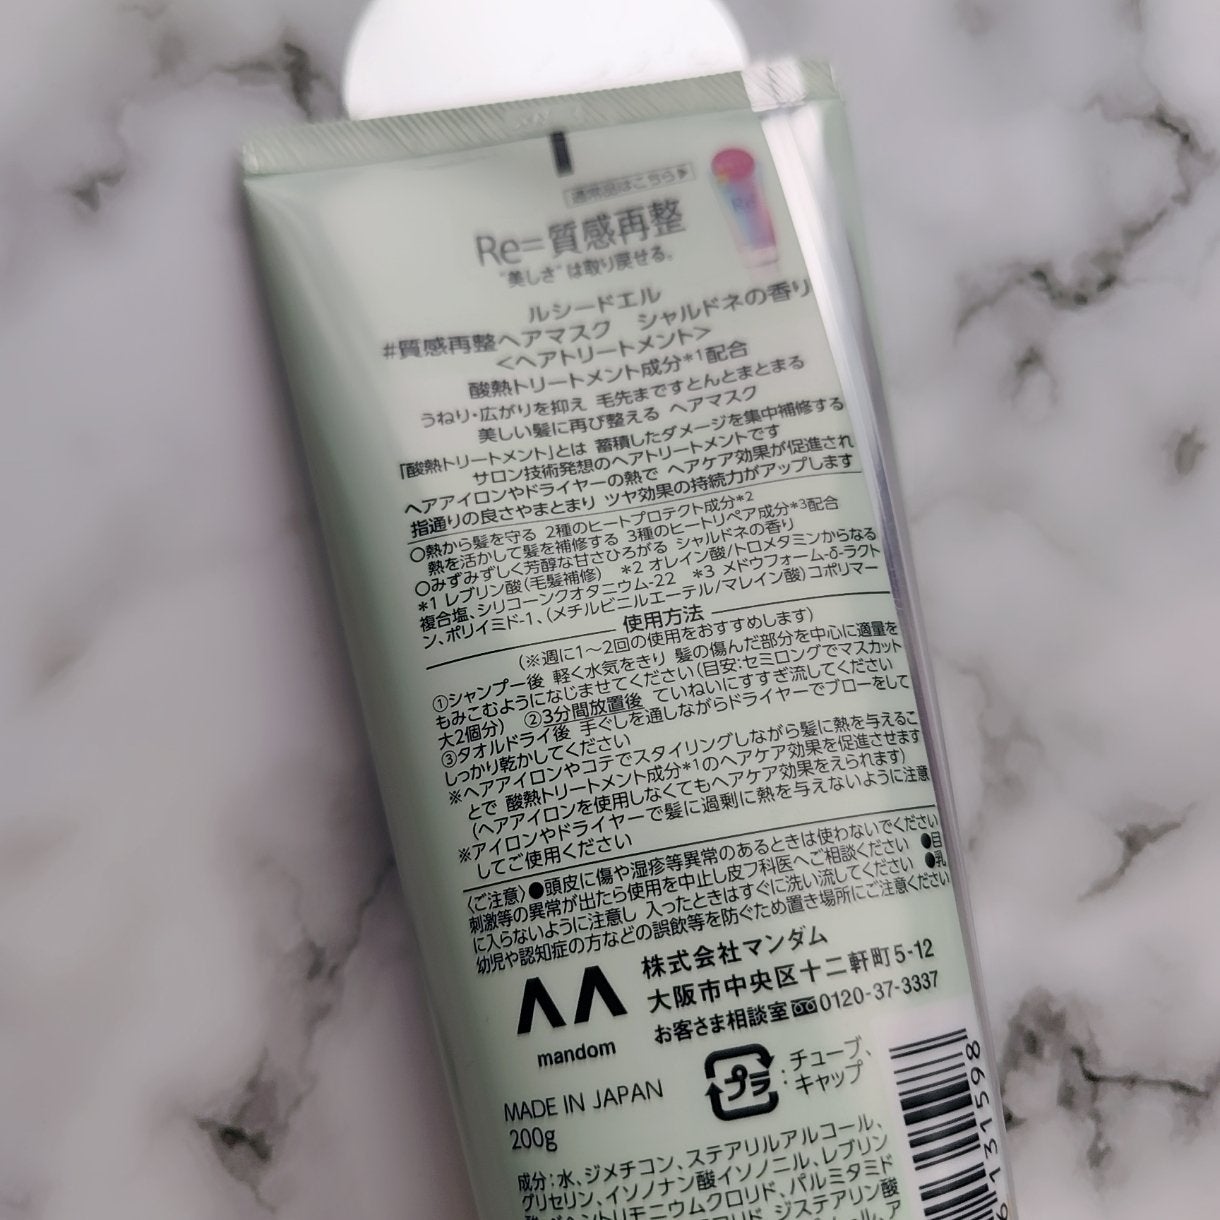 通常品はこちら▶
Re=質感再整
"美しさ"は取り戻せる。
ルシードエル
#質感再整ヘアマスク シャルドネの香り
<ヘアトリートメント>
酸熱トリートメント成分*1配合
うねり・広がりを抑え 毛先まですとんとまとまる
美しい髪に再び整える ヘアマスク
「酸熱トリートメント」とは 蓄積したダメージを集中補修する
サロン技術発想のヘアトリートメントです
ヘアアイロンやドライヤーの熱で ヘアケア効果が促進され
指通りの良さやまとまり ツヤ効果の持続力がアップします
○熱から髪を守る 2種のヒートプロテクト成分*2
熱を活かして髪を補修する 3種のヒートリペア成分*3配合
○みずみずしく芳醇な甘さひろがる シャルドネの香り
*1 レブリン酸(毛髪補修) *2 オレイン酸/トロメタミンからなる
複合塩、シリコーンクオタニウム-22 *3 メドウフォーム-δ-ラクト
ン、ポリイミド-1、(メチルビニルエーテル/マレイン酸)コポリマー
使用方法
(※週に1~2回の使用をおすすめします)
①シャンプー後 軽く水気をきり 髪の傷んだ部分を中心に適量を
もみこむようになじませてください(目安:セミロングでマスカット
大2個分) ②3分間放置後 ていねいにすすぎ流してください
③タオルドライ後 手ぐしを通しながらドライヤーでブローをして
しっかり乾かしてください
※ヘアアイロンやコテでスタイリングしながら髪に熱を与えるこ
とで 酸熱トリートメント成分*1のヘアケア効果を促進させます
(ヘアアイロンを使用しなくてもヘアケア効果をえられます)
※アイロンやドライヤーで髪に過剰に熱を与えないように注意
してご使用ください
〈ご注意〉●頭皮に傷や湿疹等異常のあるときは使わないでください
刺激等の異常が出たら使用を中止し皮フ科医へご相談ください ●目
に入らないように注意し 入ったときはすぐに洗い流してください ●乳
幼児や認知症の方などの誤飲等を防ぐため置き場所にご注意ください
株式会社マンダム
大阪市中央区十二軒町5-12
お客さま相談室 0120-37-3337
mandom
プラ
:チューブ、
キャップ
MADE IN JAPAN
200g
成分:水、ジメチコン、ステアリルアルコール、
グリセリン、イソノナン酸イソノニル、レブリン
酸、ベヘントリモニウムクロリド、パルミタミド
ジステアリン酸
131598